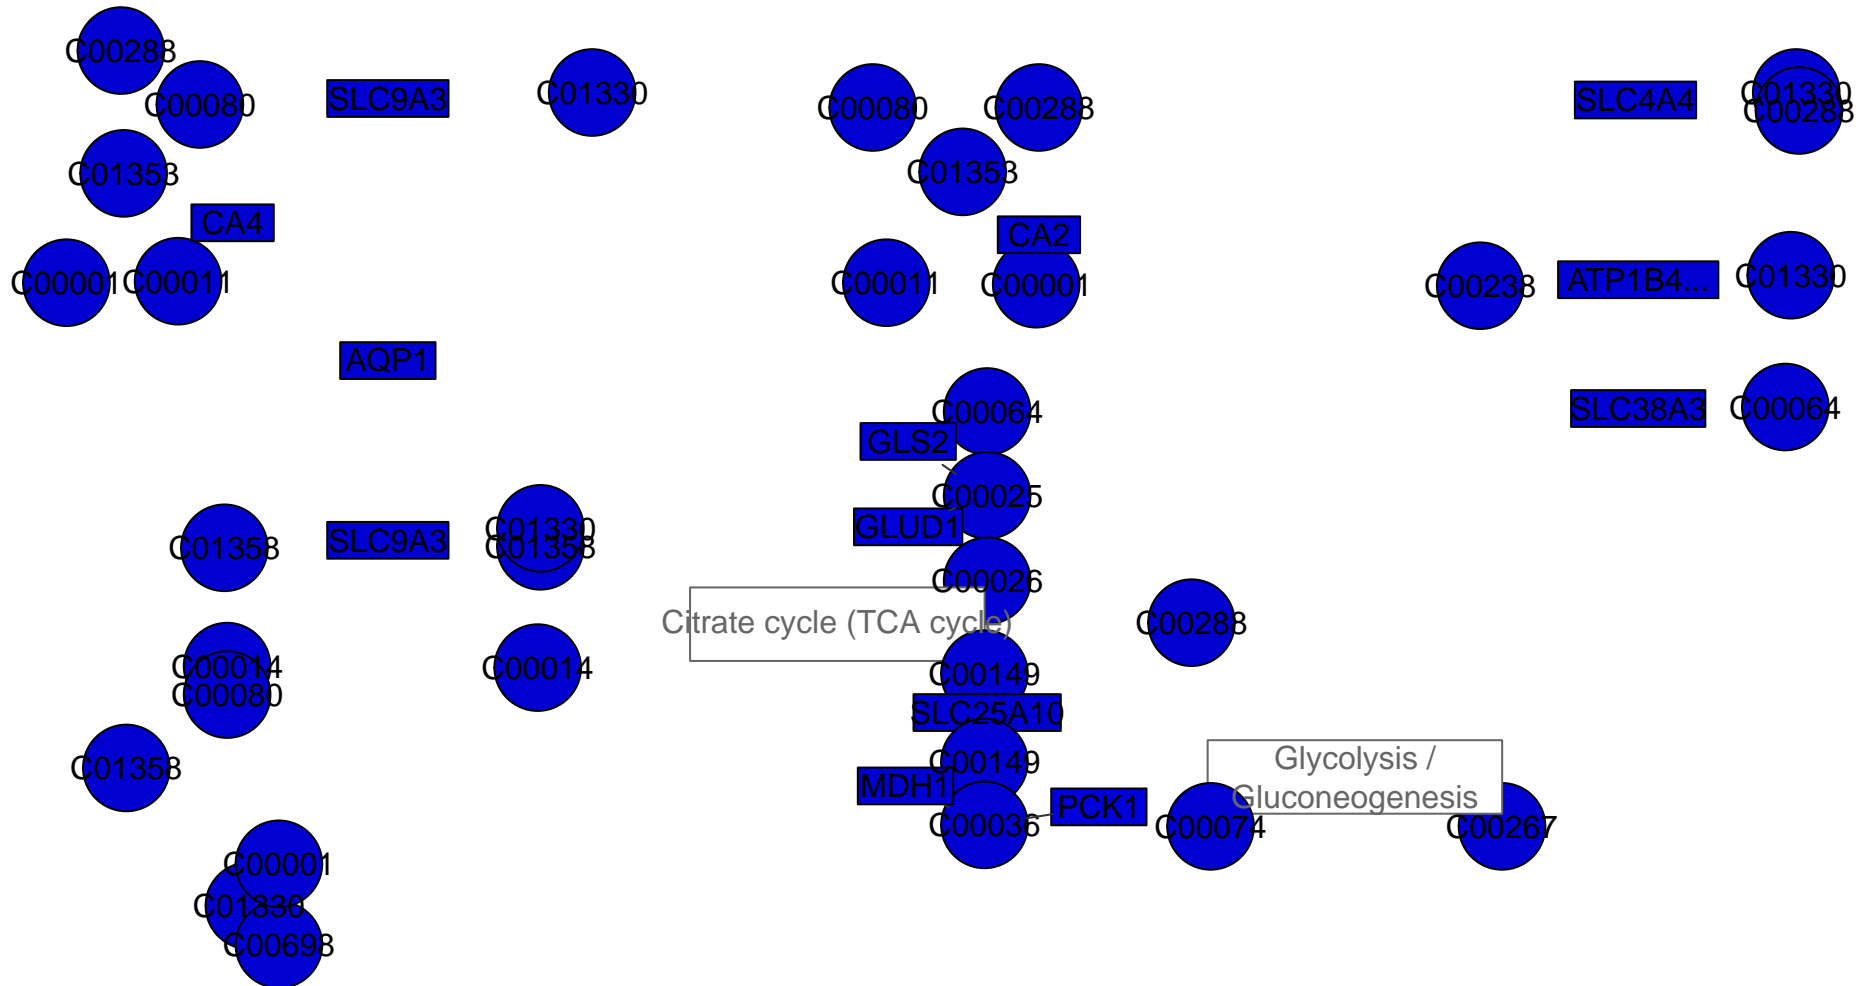 C00288
C00080
SLC9A3
C01330
C00080
C00288
SLC4A4
C01330
C00288
C01353
C01353
CA4
CA2
C00001
C00011
C00011
C00001
C00238
ATP1B4...
C01330
AQP1
C00064
GLS2
SLC38A3
C00064
C00025
GLUD1
C01358
SLC9A3
C01330
C01358
C00026
Citrate cycle (TCA cycle)
C00288
C00014
C00080
C00014
C00149
SLC25A10
C01358
C00149
MDH1
C00036
PCK1
Glycolysis /
Gluconeogenesis
C00074
C00267
C00001
C01330
C00698